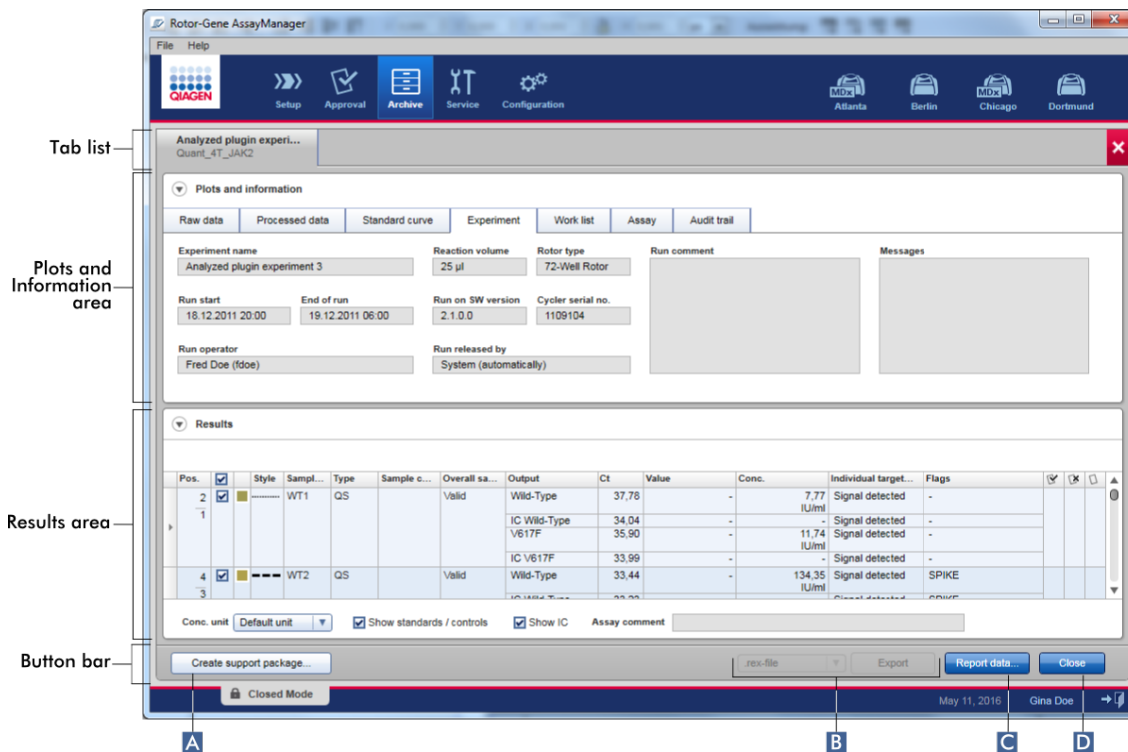 Rotor-Gene AssayManager
File Help
QIAGEN
Setup Approval Archive Service Configuration
MDx MDx
Atlanta Berlin Chicago Dortmund
Tab list
Analyzed plugin experi...
Quant_4T_JAK2
Plots and information
Raw data Processed data Standard curve Experiment Work list Assay Audit trail
Plots and
Information
area
Experiment name Reaction volume Rotor type Run comment Messages
Analyzed plugin experiment 3 25 µl 72-Well Rotor
Run start End of run Run on SW version Cycler serial no.
18.12.2011 20:00 19.12.2011 06:00 2.1.0.0 1109104
Run operator Run released by
Fred Doe (fdoe) System (automatically)
Results area
Results
Pos. Style Sampl... Type Sample c... Overall sa... Output Ct Value Conc. Individual target... Flags
2 WT1 QS Valid Wild-Type 37,78 - 7,77 Signal detected -
1 IU/ml
IC Wild-Type 34,04 - - Signal detected -
V617F 35,90 - 11,74 Signal detected -
IU/ml
IC V617F 33,99 - - Signal detected -
4 WT2 QS Valid Wild-Type 33,44 - 134,35 Signal detected SPIKE
3 IU/ml
IC Wild-Type 33,33 Signal detected SPIKE
Conc. unit Default unit Show standards / controls Show IC Assay comment
Button bar
Create support package... .rex-file Export Report data... Close
Closed Mode May 11, 2016 Gina Doe
A B C D